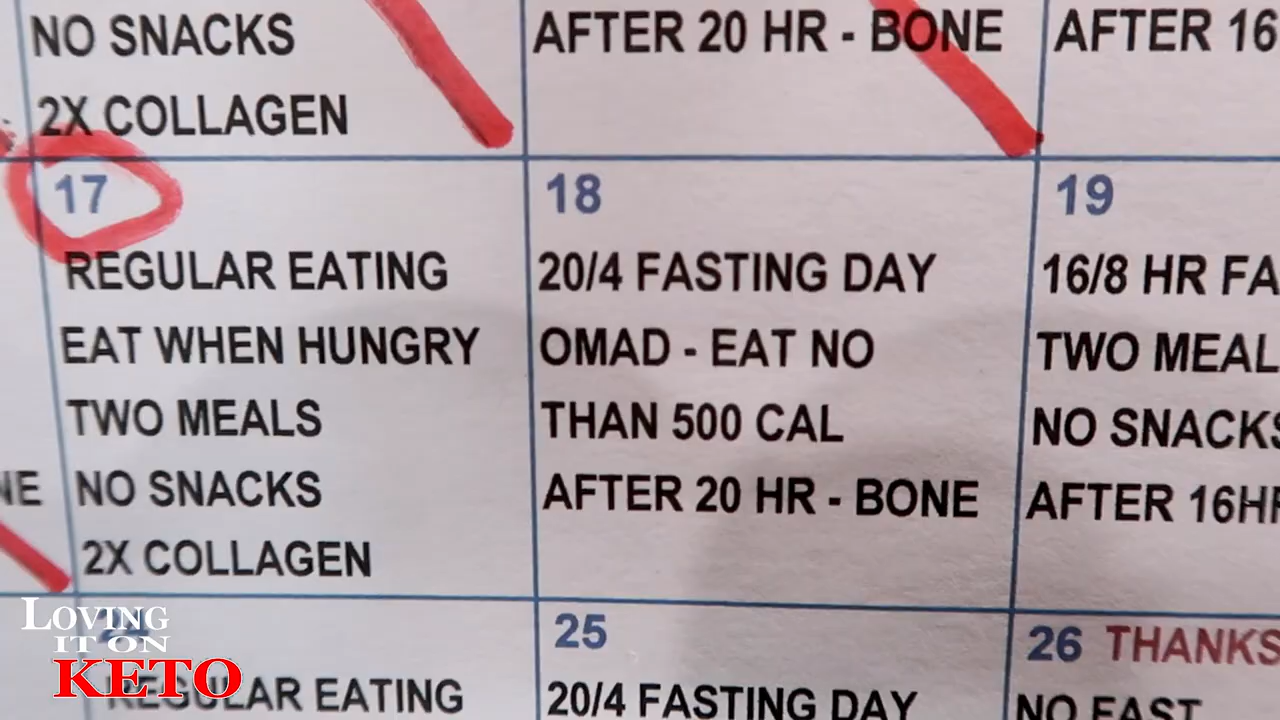 NO SNACKS
2X COLLAGEN
AFTER 20 HR - BONE
AFTER 16
17
REGULAR EATING
EAT WHEN HUNGRY
TWO MEALS
NO SNACKS
2X COLLAGEN
18
20/4 FASTING DAY
OMAD - EAT NO
THAN 500 CAL
AFTER 20 HR - BONE
19
16/8 HR FA
TWO MEAL
NO SNACKS
AFTER 16HR
NE
24
REGULAR EATING
25
20/4 FASTING DAY
26 THANKS
NO FAST
LOVING
IT ON
KETO